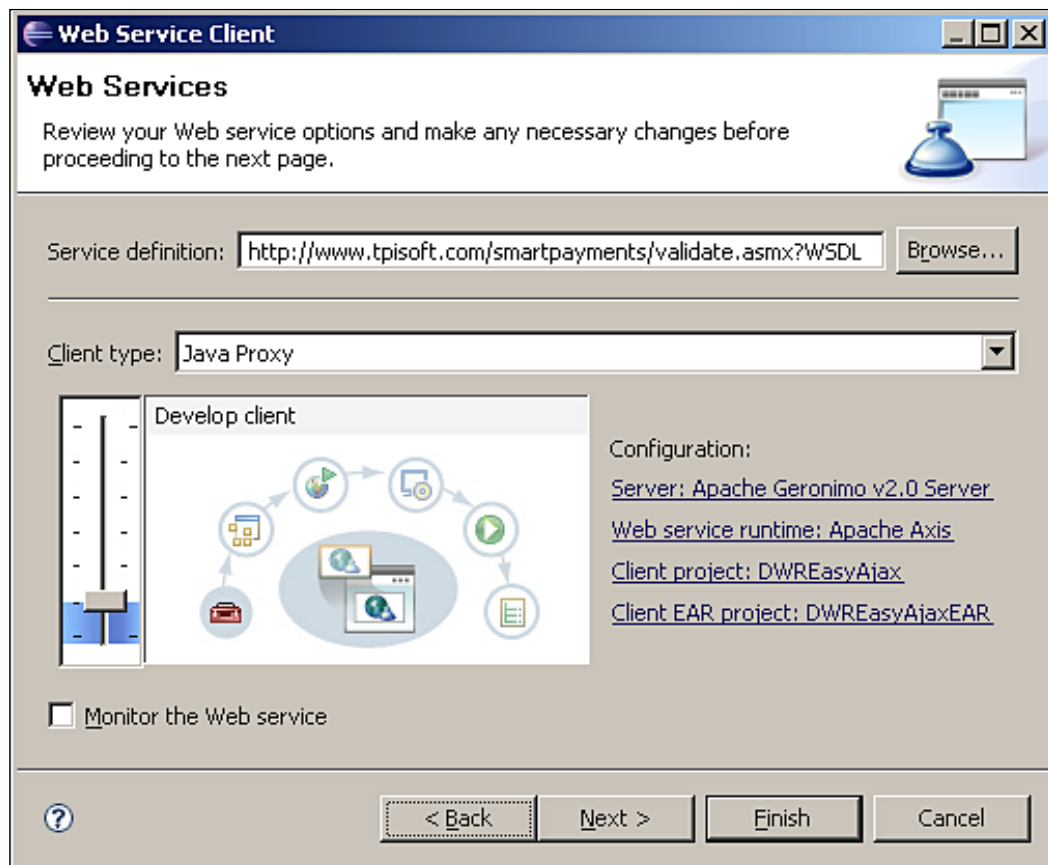 Web Service Client
Web Services
Review your Web service options and make any necessary changes before
proceeding to the next page.
Service definition: http://www.tpisoft.com/smartpayments/validate.asmx?WSDL Browse...
Client type: Java Proxy
Develop client
Configuration:
Server: Apache Geronimo v2.0 Server
Web service runtime: Apache Axis
Client project: DWREasyAjax
Client EAR project: DWREasyAjaxEAR
Monitor the Web service
? < Back Next > Finish Cancel